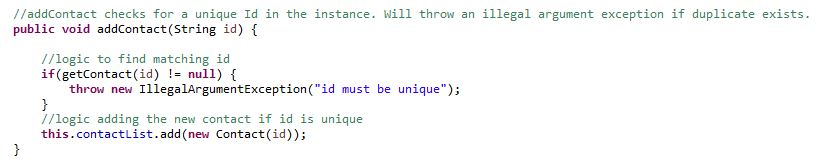 //addContact checks for a unique Id in the instance. Will throw an illegal argument exception if duplicate exists.
public void addContact(String id) {
//logic to find matching id
if(getContact(id) != null) {
throw new IllegalArgumentException("id must be unique");
}
//logic adding the new contact if id is unique
this.contactList.add(new Contact(id));
}